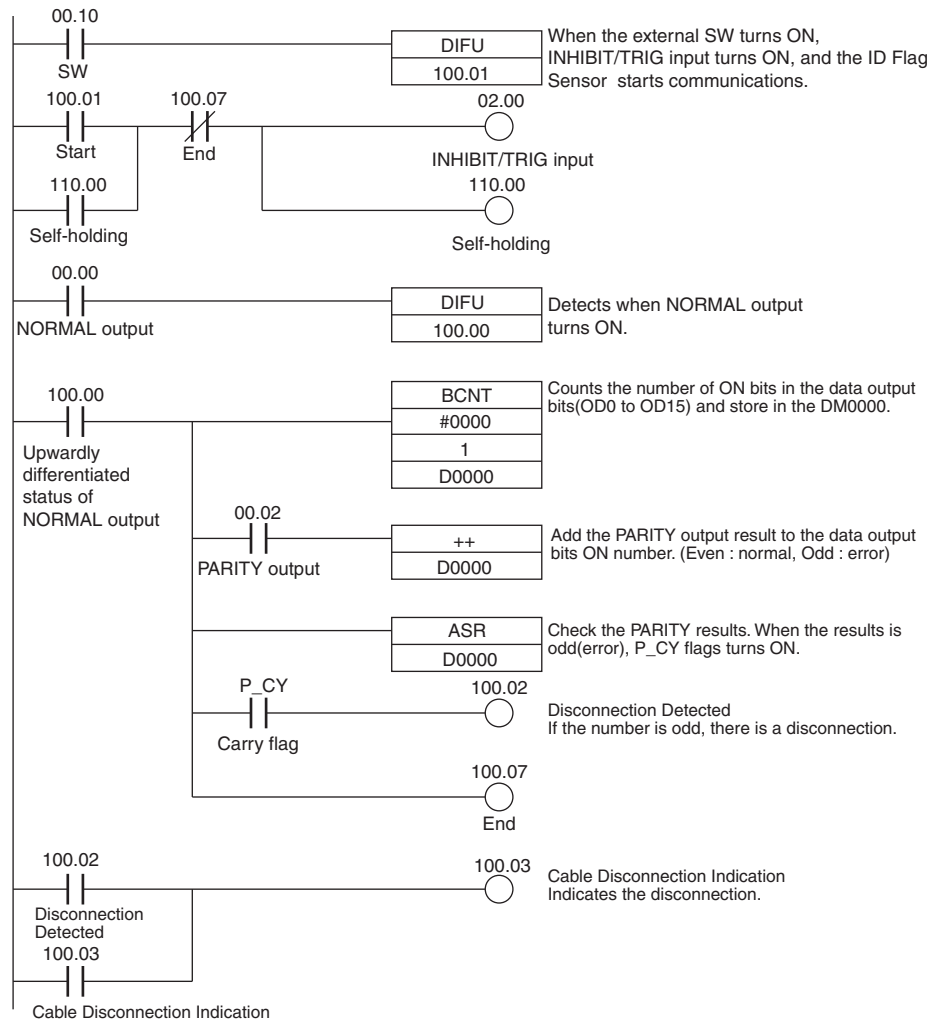 00.10
SW
DIFU
100.01
When the external SW turns ON,
INHIBIT/TRIG input turns ON, and the ID Flag
Sensor starts communications.
100.01
Start
100.07
End
02.00
INHIBIT/TRIG input
110.00
Self-holding
110.00
Self-holding
00.00
NORMAL output
DIFU
100.00
Detects when NORMAL output
turns ON.
100.00
Upwardly
differentiated
status of
NORMAL output
BCNT
#0000
1
D0000
Counts the number of ON bits in the data output
bits(OD0 to OD15) and store in the DM0000.
00.02
PARITY output
++
D0000
Add the PARITY output result to the data output
bits ON number. (Even : normal, Odd : error)
ASR
D0000
Check the PARITY results. When the results is
odd(error), P_CY flags turns ON.
P_CY
Carry flag
100.02
Disconnection Detected
If the number is odd, there is a disconnection.
100.07
End
100.02
Disconnection
Detected
100.03
Cable Disconnection Indication
Indicates the disconnection.
100.03
Cable Disconnection Indication